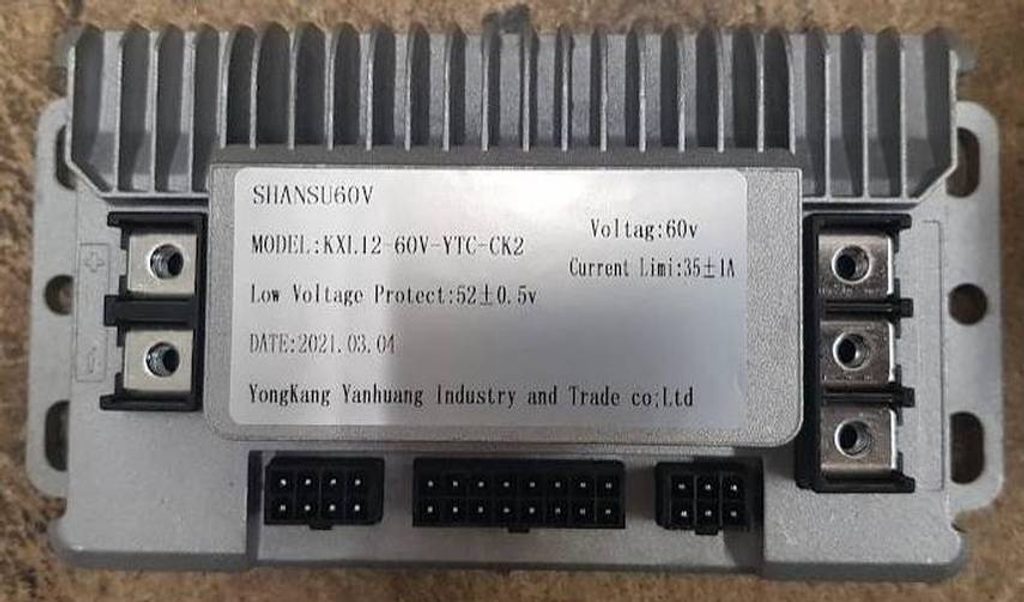 SHANSU60V
Voltag:60v
MODEL:KXL12-60V-YTC-CK2
Current Limi:35±1A
Low Voltage Protect:52±0.5v
DATE:2021.03.04
YongKang Yanhuang Industry and Trade co;Ltd
+
-